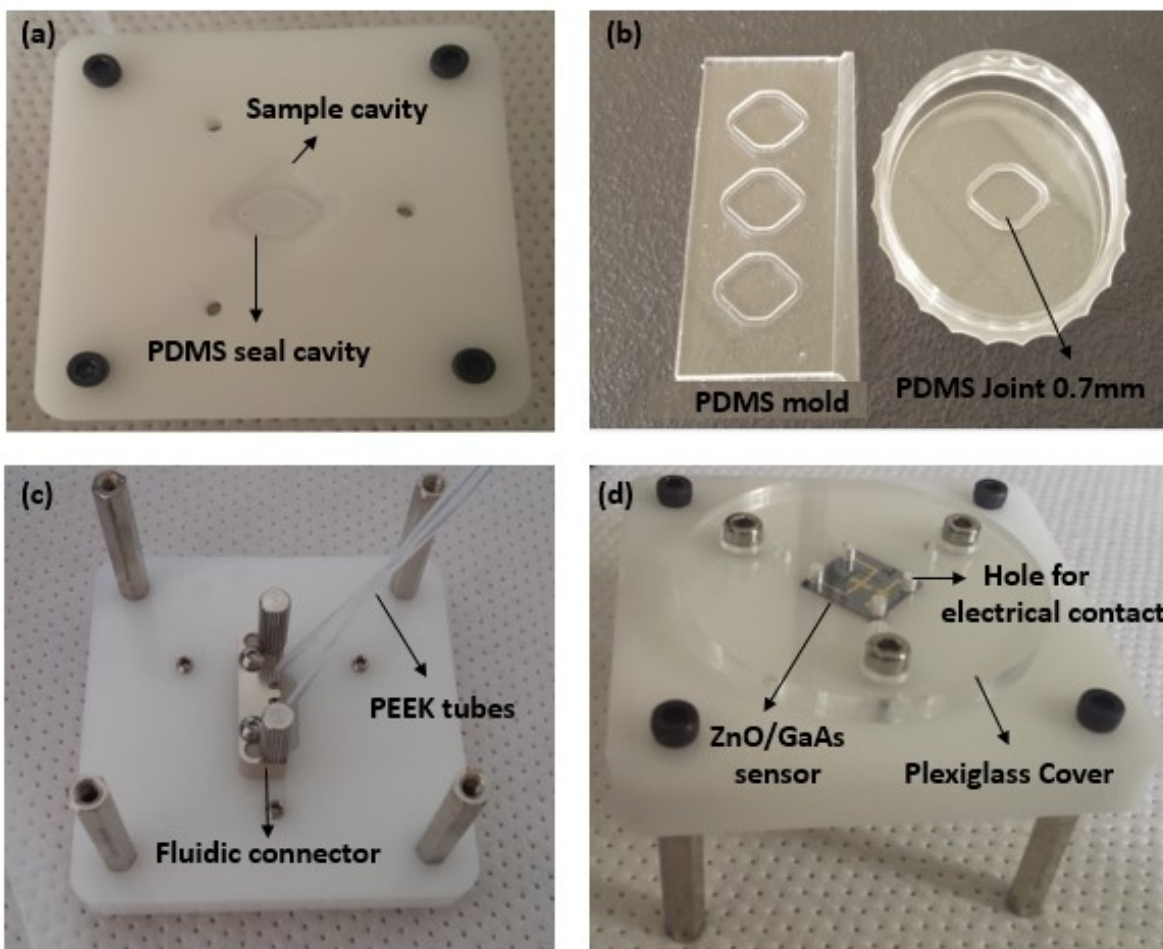 (a)
Sample cavity
PDMS seal cavity
(b)
PDMS mold
PDMS Joint 0.7mm
(c)
PEEK tubes
Fluidic connector
(d)
Hole for
electrical contact
ZnO/GaAs
sensor
Plexiglass Cover